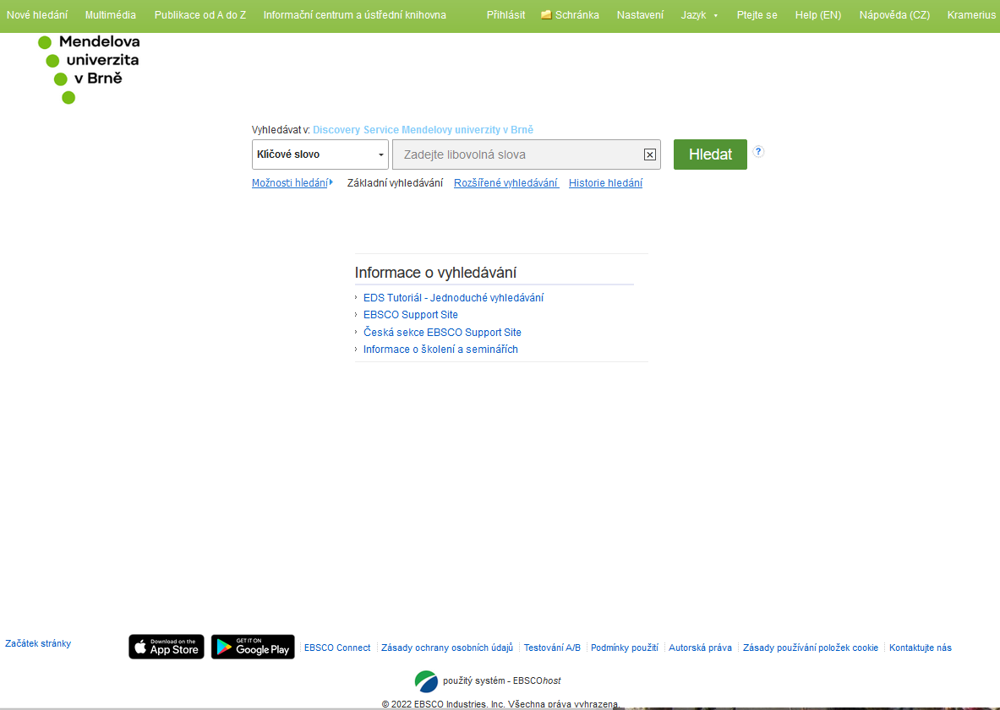 Nové hledání Multimédia Publikace od A do Z Informační centrum a ústřední knihovna Přihlásit Schránka Nastavení Jazyk Ptejte se Help (EN) Nápověda (CZ) Kramerius
Mendelova
univerzita
v Brně
Vyhledávat v: Discovery Service Mendelovy univerzity v Brně
Klíčové slovo Zadejte libovolná slova Hledat ?
Možnosti hledání Základní vyhledávání Rozšířené vyhledávání Historie hledání
Informace o vyhledávání
EDS Tutoriál - Jednoduché vyhledávání
EBSCO Support Site
Česká sekce EBSCO Support Site
Informace o školení a seminářích
Začátek stránky
Download on the
App Store
GET IT ON
Google Play
EBSCO Connect Zásady ochrany osobních údajů Testování A/B Podmínky použití Autorská práva Zásady používání položek cookie Kontaktujte nás
použitý systém - EBSCOhost
© 2022 EBSCO Industries, Inc. Všechna práva vyhrazena.